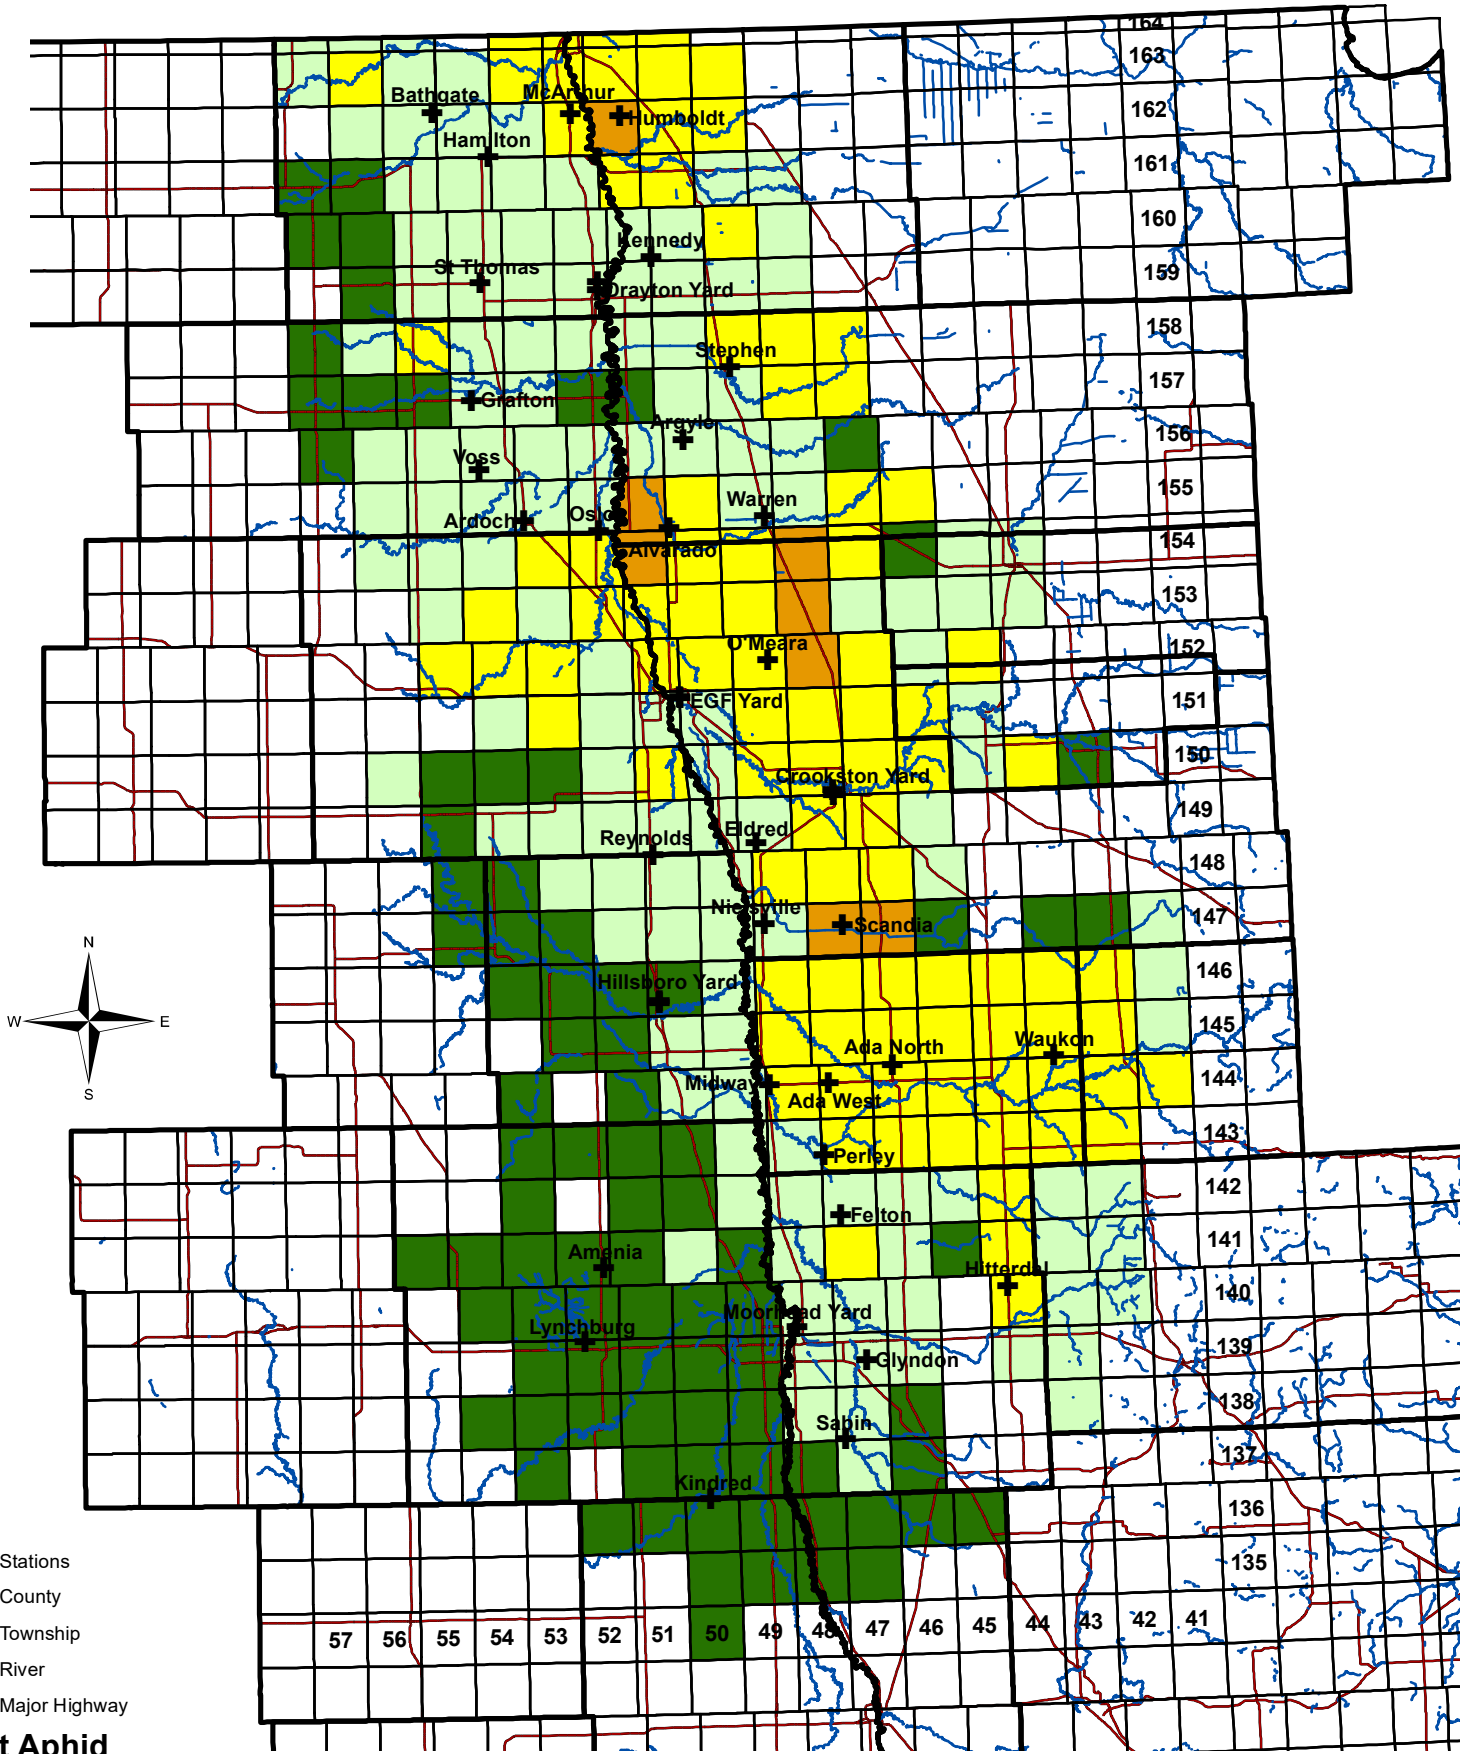 164
163
Bathgate
McArthur
162
Humboldt
Hamilton
161
160
Kennedy
St Thomas
159
Drayton Yard
158
Stephen
157
Grafton
Argyle
156
Voss
155
Warren
Ardoch
Oslo
154
Alvarado
153
O'Meara
152
EGF Yard
151
150
Crookston Yard
149
Eldred
Reynolds
148
Nielsville
147
Scandia
N
146
Hillsboro Yard
W
E
145
Waukon
Ada North
144
Midway
S
Ada West
143
Perley
142
Felton
141
Amenia
Hitterdal
140
Moorhead Yard
Lynchburg
139
Glyndon
138
Sabin
137
Kindred
136
Stations
135
County
Township
57 56 55 54 53 52 51 50 49 48 47 46 45 44 43 42 41
River
Major Highway
t Aphid